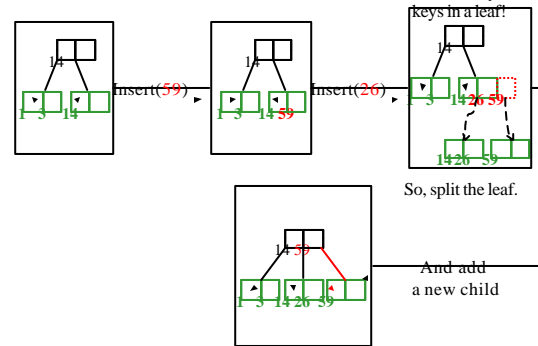 keys in a leaf!
14
14
14
Insert(59)
Insert(26)
1 3 14
1 3 14 59
1 3 14 26 59
14 26 59
So, split the leaf.
14 59
1 3 14 26 59
And add
a new child